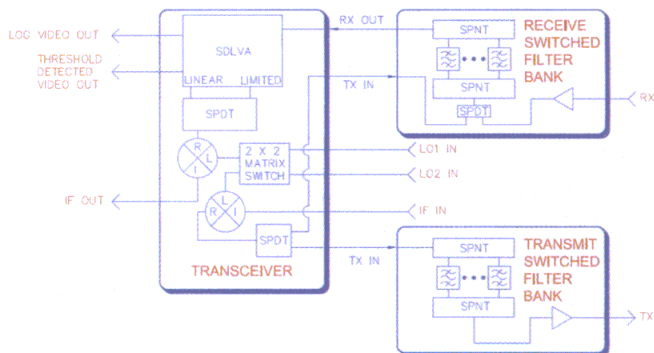 LOG VIDEO OUT
THRESHOLD
DETECTED
VIDEO OUT
SDLVA
LINEAR LIMITED
SPDT
R
L
I
2 X 2
MATRIX
SWITCH
L
R I
SPDT
IF OUT
TRANSCEIVER
RX OUT
TX IN
LO1 IN
LO2 IN
IF IN
TX IN
SPNT
SPNT
SPDT
RECEIVE
SWITCHED
FILTER
BANK
RX
SPNT
SPNT
TRANSMIT
SWITCHED
FILTER
BANK
TX